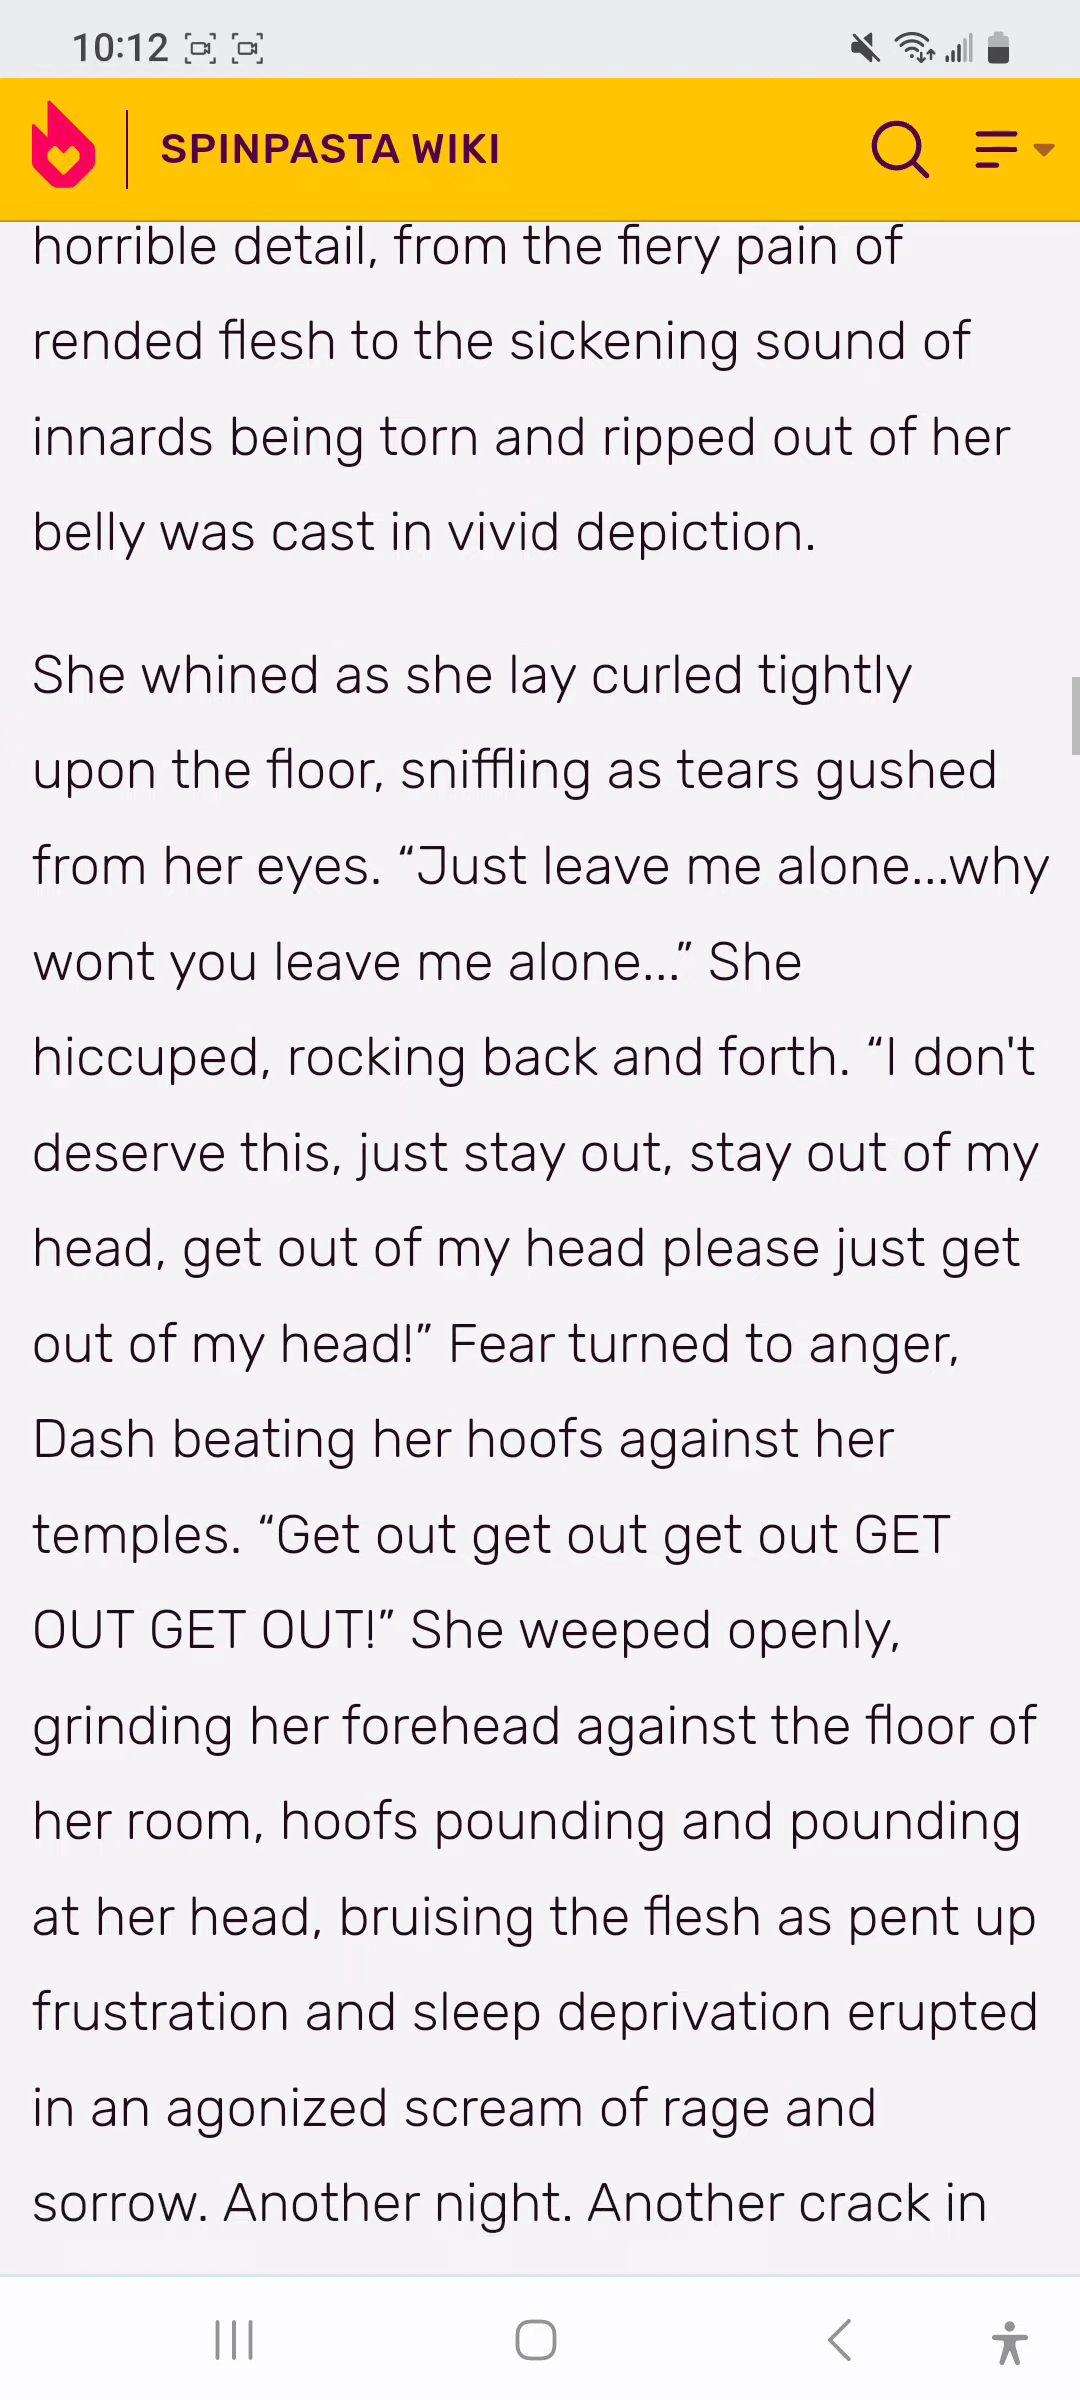 10:12
SPINPASTA WIKI
horrible detail, from the fiery pain of
rended flesh to the sickening sound of
innards being torn and ripped out of her
belly was cast in vivid depiction.
She whined as she lay curled tightly
upon the floor, sniffling as tears gushed
from her eyes. “Just leave me alone...why
wont you leave me alone...” She
hiccuped, rocking back and forth. “I don't
deserve this, just stay out, stay out of my
head, get out of my head please just get
out of my head!” Fear turned to anger,
Dash beating her hoofs against her
temples. “Get out get out get out GET
OUT GET OUT!” She weeped openly,
grinding her forehead against the floor of
her room, hoofs pounding and pounding
at her head, bruising the flesh as pent up
frustration and sleep deprivation erupted
in an agonized scream of rage and
sorrow. Another night. Another crack in